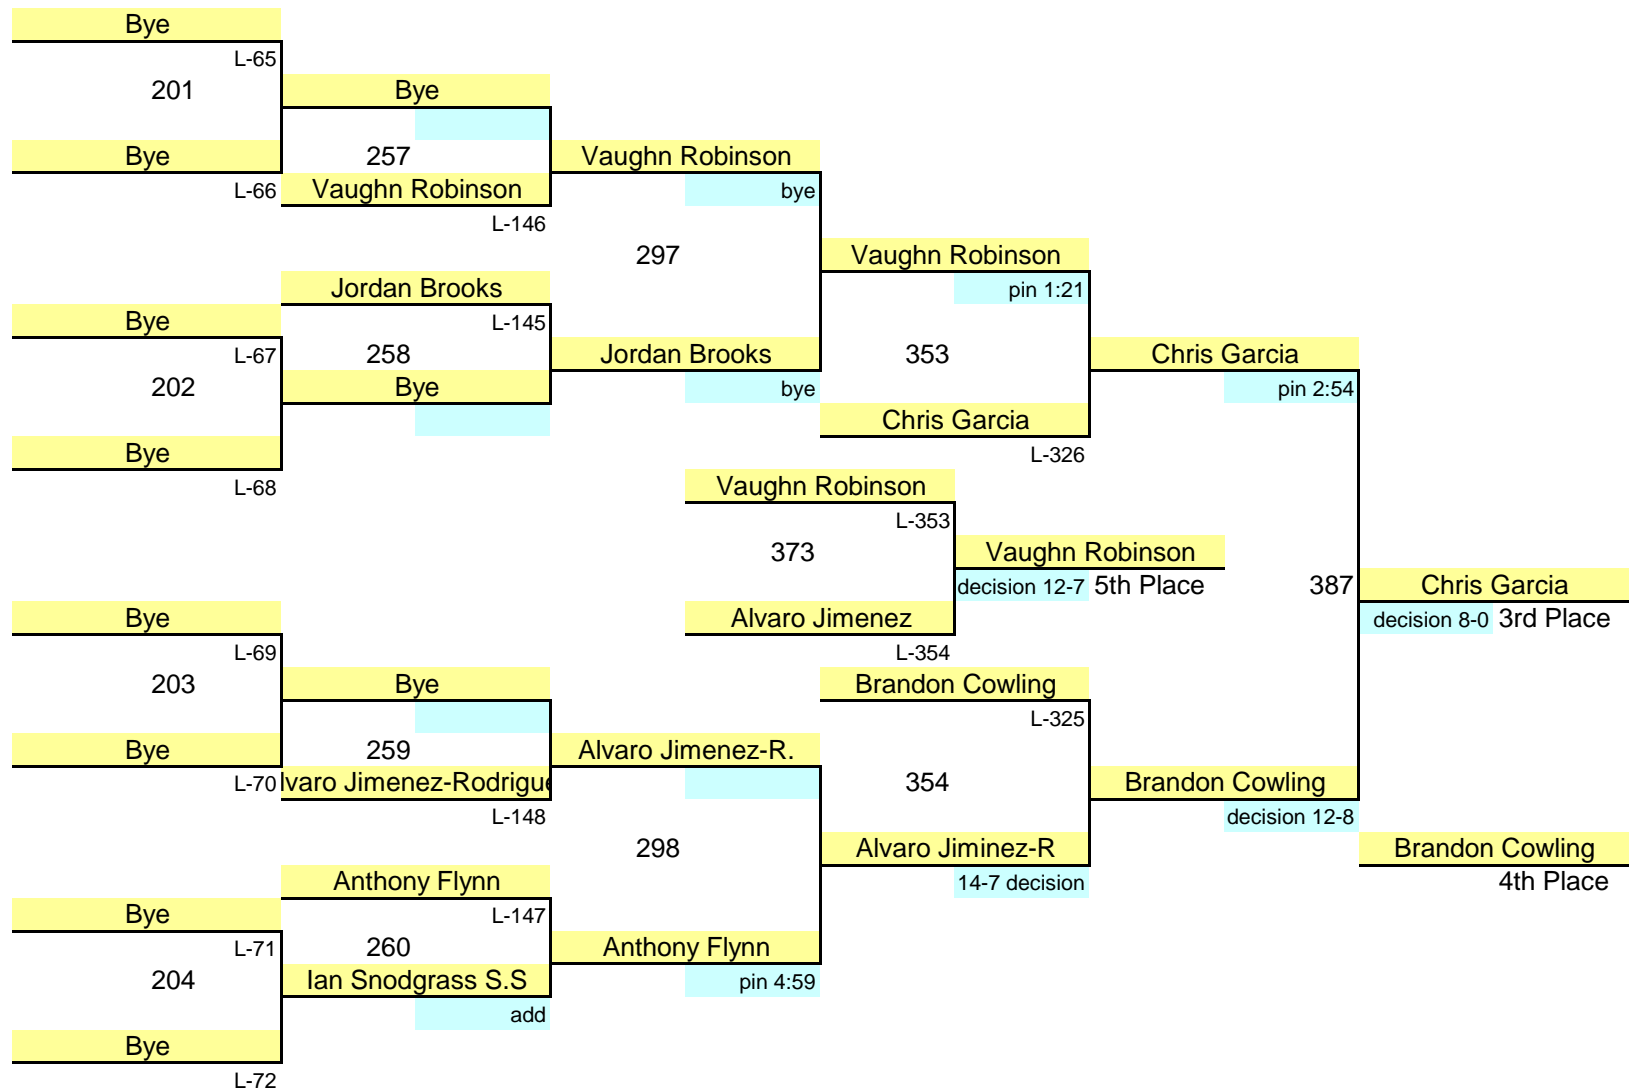 Bye
L-65
201
Bye
Bye
257
Vaughn Robinson
L-66
Vaughn Robinson
bye
L-146
297
Vaughn Robinson
Jordan Brooks
pin 1:21
Bye
L-145
L-67
258
Jordan Brooks
353
Chris Garcia
202
Bye
bye
pin 2:54
Chris Garcia
Bye
L-326
L-68
Vaughn Robinson
L-353
373
Vaughn Robinson
decision 12-7
5th Place
387
Chris Garcia
Bye
Alvaro Jimenez
decision 8-0
3rd Place
L-69
L-354
203
Bye
Brandon Cowling
L-325
Bye
259
Alvaro Jimenez-R.
L-70
lvaro Jimenez-Rodrigue
354
Brandon Cowling
L-148
decision 12-8
298
Alvaro Jiminez-R
Brandon Cowling
Anthony Flynn
14-7 decision
4th Place
Bye
L-147
L-71
260
Anthony Flynn
204
Ian Snodgrass S.S
pin 4:59
add
Bye
L-72